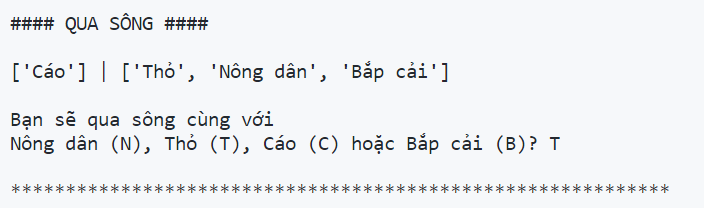 #### QUA SÔNG ####
['Cáo'] | ['Thỏ', 'Nông dân', 'Bắp cải']
Bạn sẽ qua sông cùng với
Nông dân (N), Thỏ (T), Cáo (C) hoặc Bắp cải (B)? T
************************************************************